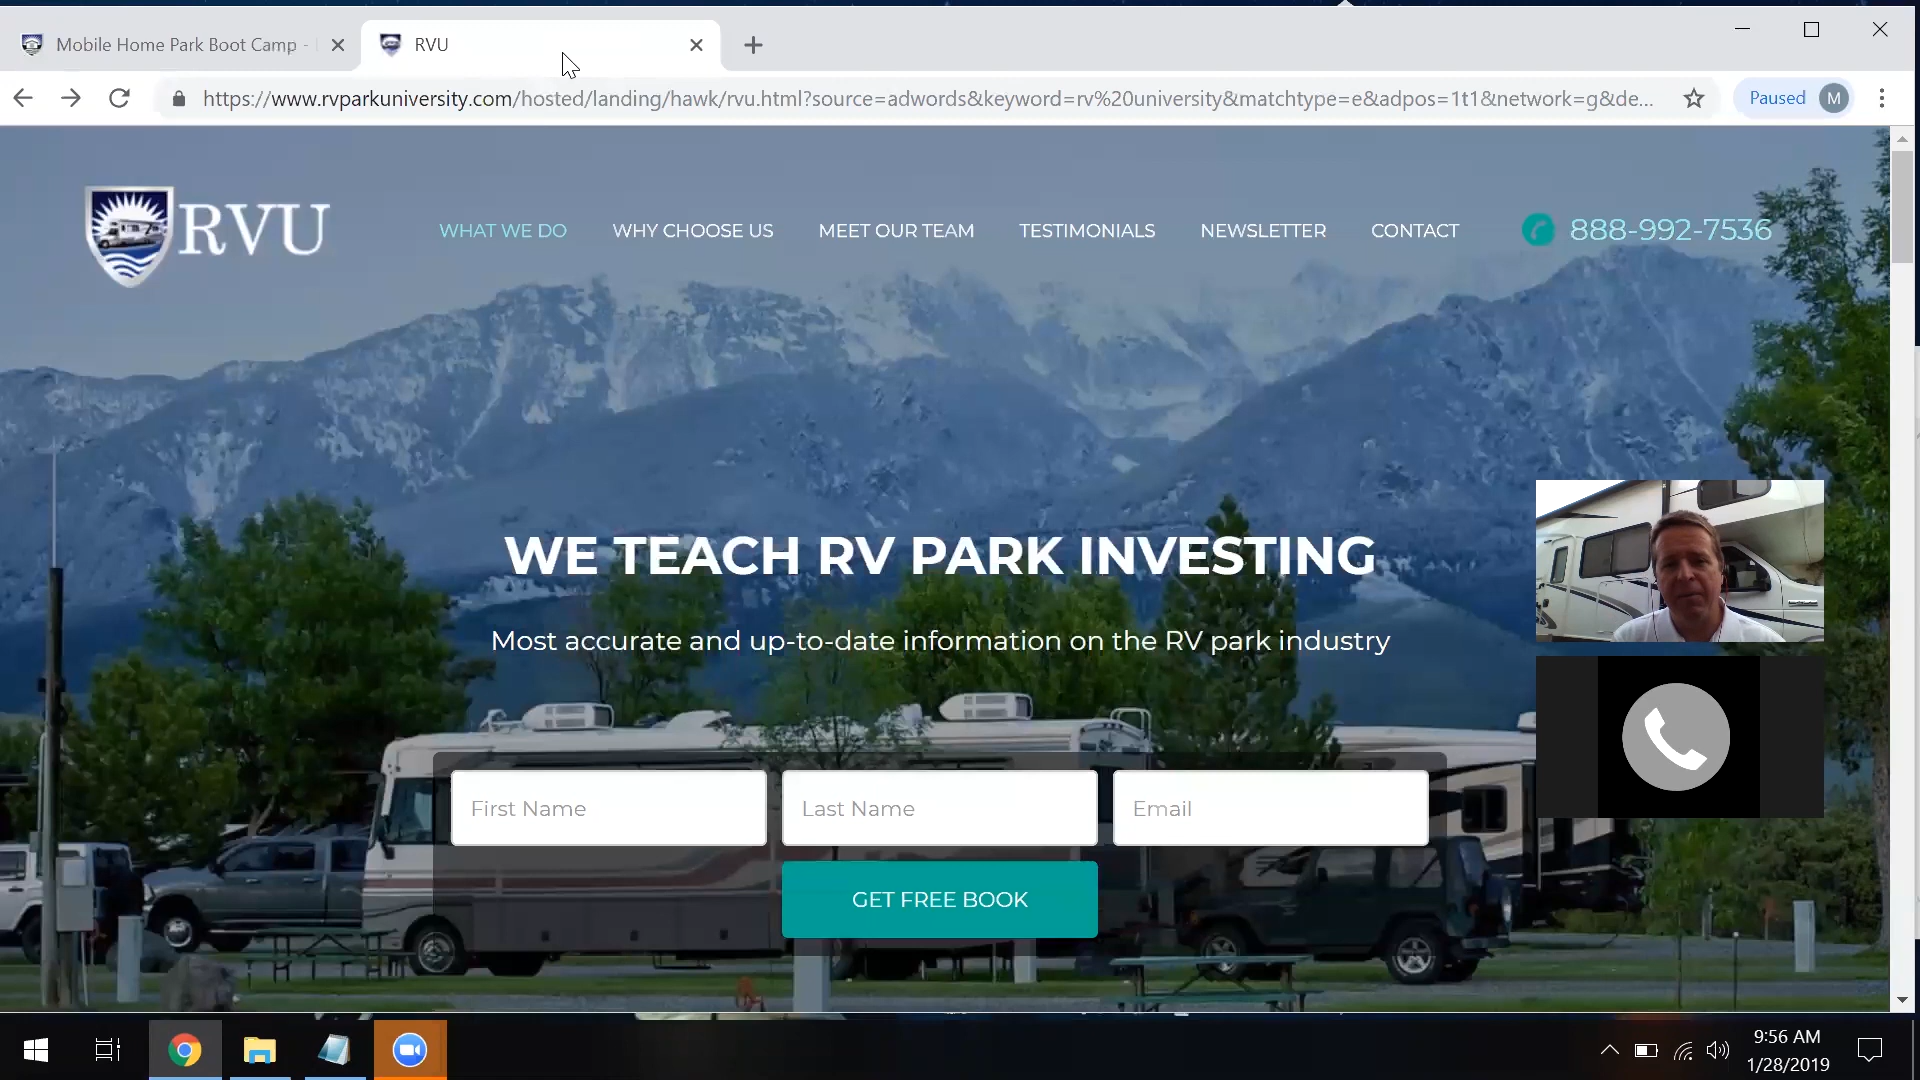 Mobile Home Park Boot Camp -
RVU
https://www.rvparkuniversity.com/hosted/landing/hawk/rvu.html?source=adwords&keyword=rv%20university&matchtype=e&adpos=1t1&network=g&de...
Paused
M
RVU
WHAT WE DO
WHY CHOOSE US
MEET OUR TEAM
TESTIMONIALS
NEWSLETTER
CONTACT
888-992-7536
WE TEACH RV PARK INVESTING
Most accurate and up-to-date information on the RV park industry
First Name
Last Name
Email
GET FREE BOOK
9:56 AM
1/28/2019